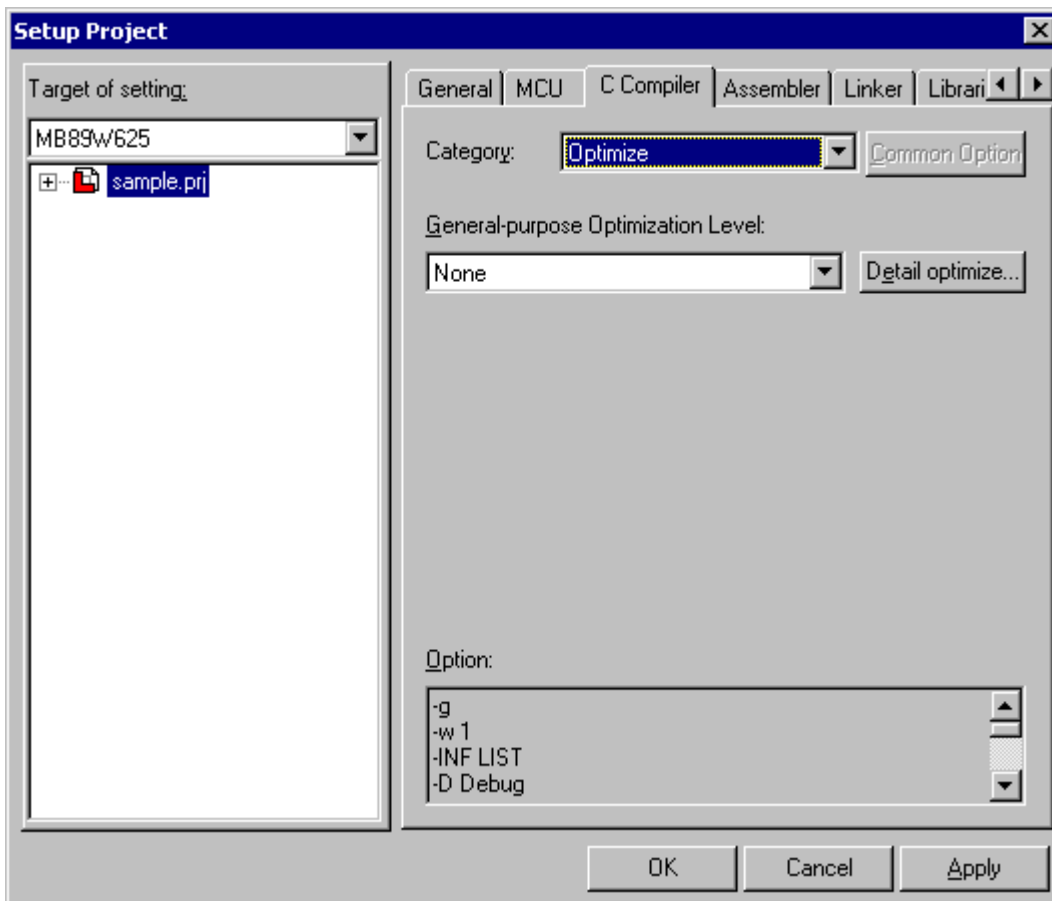 Setup Project
Target of setting:
MB89W625
sample.prj
General MCU C Compiler Assembler Linker Librari
Category: Optimize Common Option
General-purpose Optimization Level:
None Detail optimize...
Option:
-g
-w 1
-INF LIST
-D Debug
OK Cancel Apply